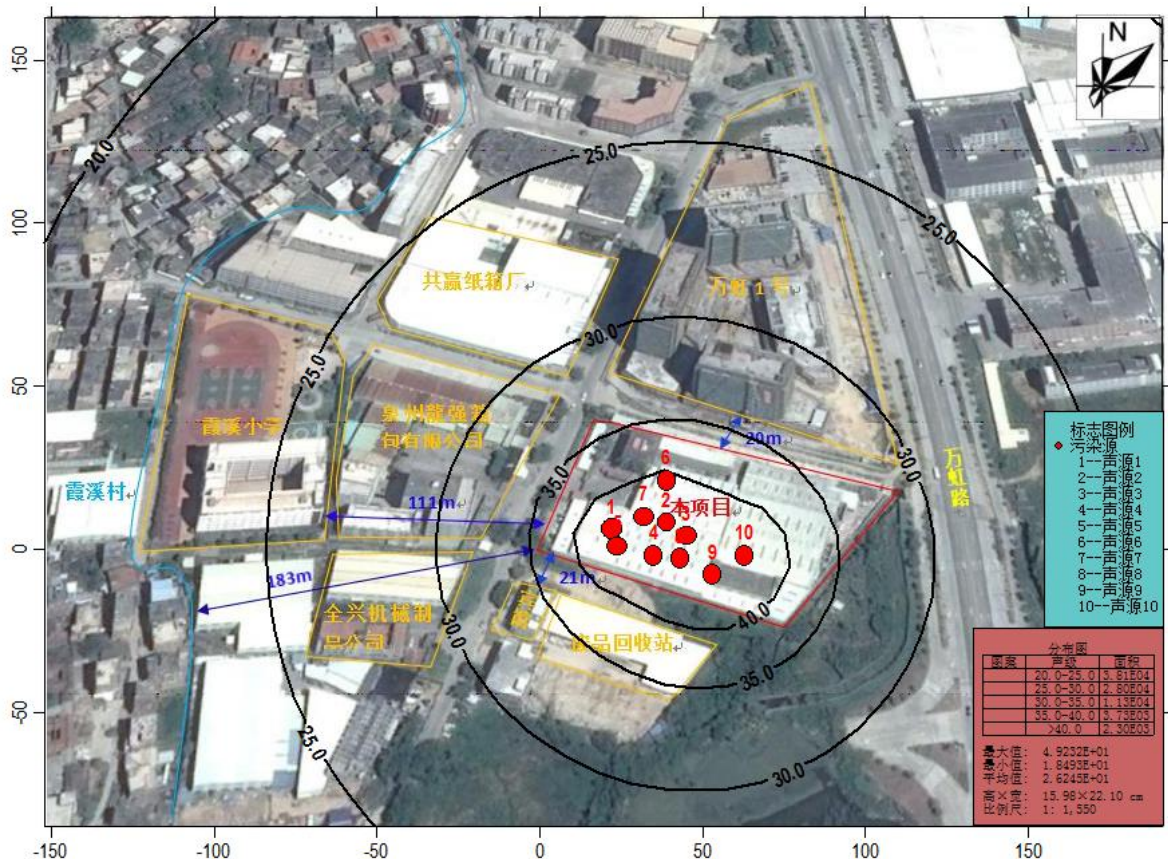 150
100
50
0
-50
-150
-100
-50
0
50
100
150
N
20.0
25.0
25.0
25.0
25.0
30.0
30.0
30.0
30.0
35.0
35.0
40.0
共赢纸箱厂
万虹1号
霞溪小学
泉州龍强箱
包有限公司
霞溪村
万虹路
本项目
20m
111m
183m
21m
全兴机械制
品公司
宾馆
废品回收站
1
2
3
4
5
6
7
9
10
标志图例
污染源
1--声源1
2--声源2
3--声源3
4--声源4
5--声源5
6--声源6
7--声源7
8--声源8
9--声源9
10--声源10
分布图
图案 声级 面积
20.0-25.0 3.81E04
25.0-30.0 2.80E04
30.0-35.0 1.13E04
35.0-40.0 3.73E03
>40.0 2.30E03
最大值: 4.9232E+01
最小值: 1.8493E+01
平均值: 2.6245E+01
高×宽: 15.98×22.10 cm
比例尺: 1: 1,550